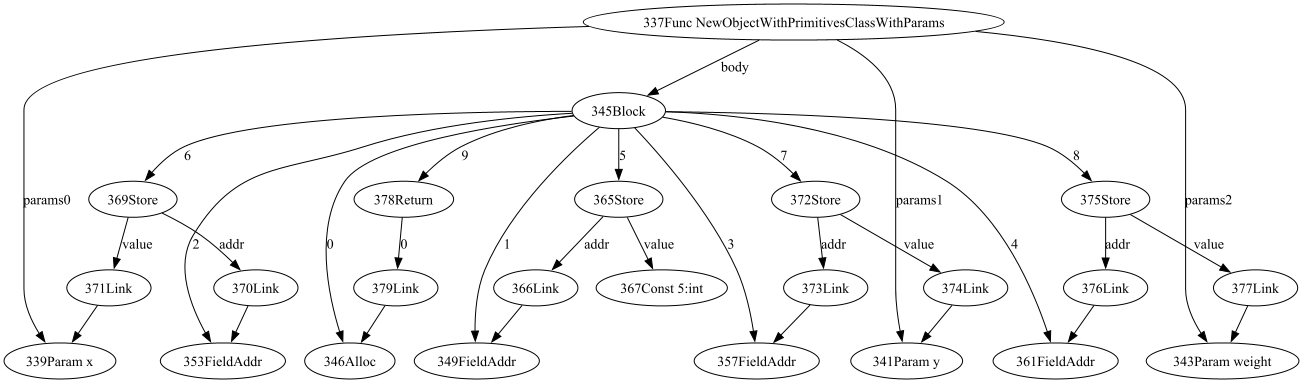 337Func NewObjectWithPrimitivesClassWithParams
body
345Block
6
9
5
7
8
369Store
378Return
365Store
372Store
375Store
params0
params1
params2
value
addr
2
0
0
1
addr
value
3
addr
value
4
addr
value
371Link
370Link
379Link
366Link
367Const 5:int
373Link
374Link
376Link
377Link
339Param x
353FieldAddr
346Alloc
349FieldAddr
357FieldAddr
341Param y
361FieldAddr
343Param weight